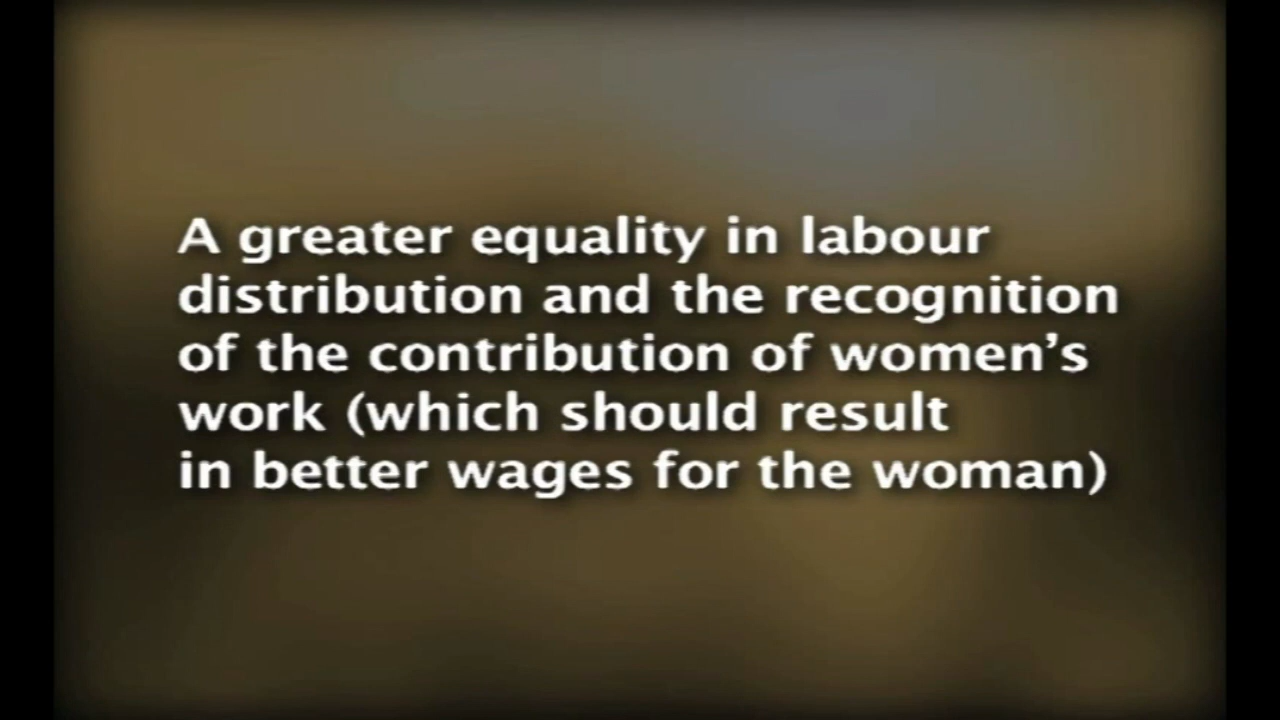 A greater equality in labour
distribution and the recognition
of the contribution of women’s
work (which should result
in better wages for the woman)